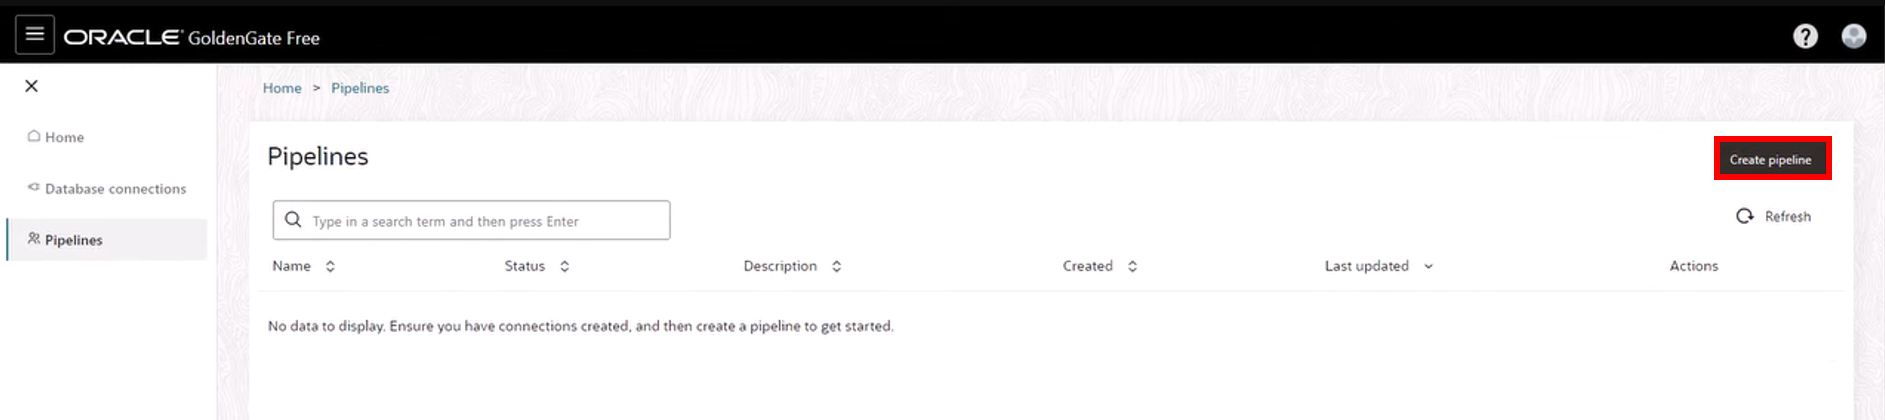 ORACLE GoldenGate Free
?
Home > Pipelines
Home
Database connections
Pipelines
Pipelines
Create pipeline
Type in a search term and then press Enter
Refresh
Name Status Description Created Last updated Actions
No data to display. Ensure you have connections created, and then create a pipeline to get started.